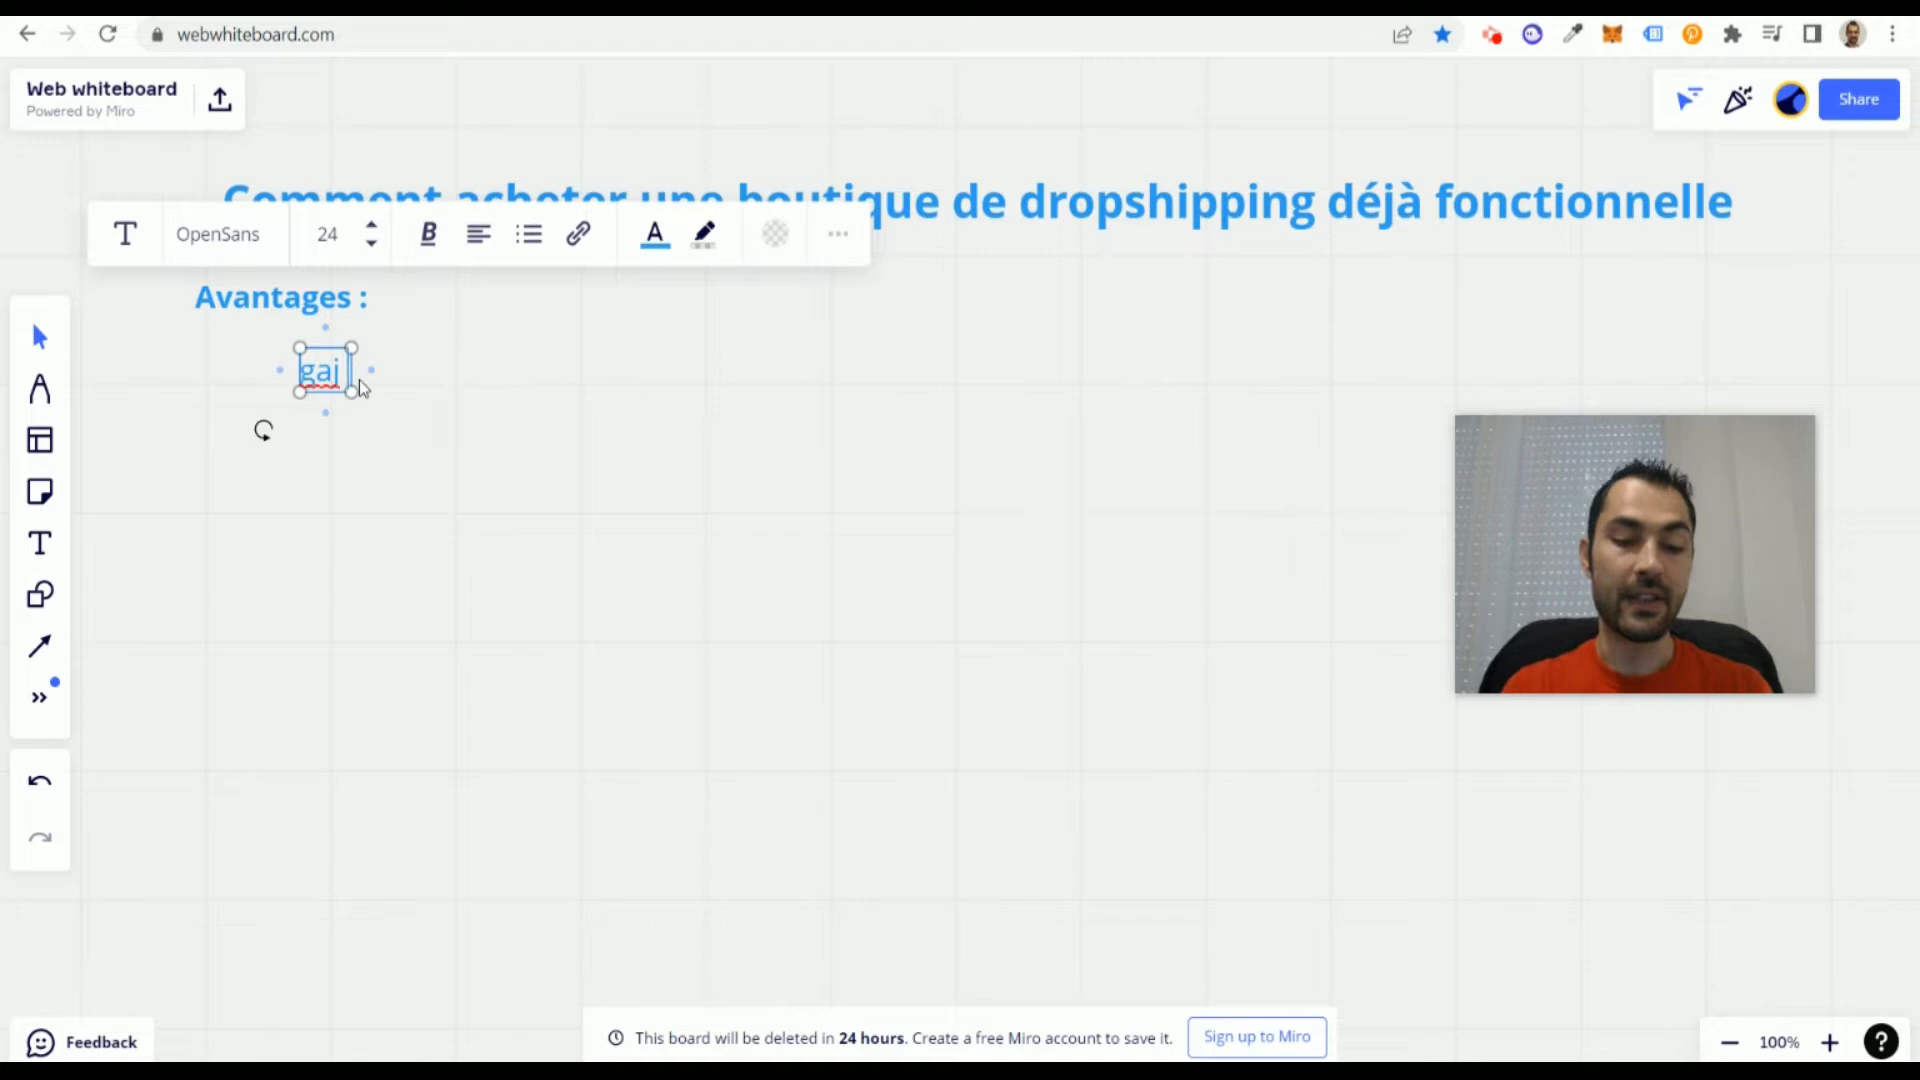 webwhiteboard.com
Web whiteboard
Powered by Miro
Share
Comment acheter une boutique de dropshipping déjà fonctionnelle
OpenSans
24
B
A
Avantages :
gai
Feedback
This board will be deleted in 24 hours. Create a free Miro account to save it.
Sign up to Miro
100%